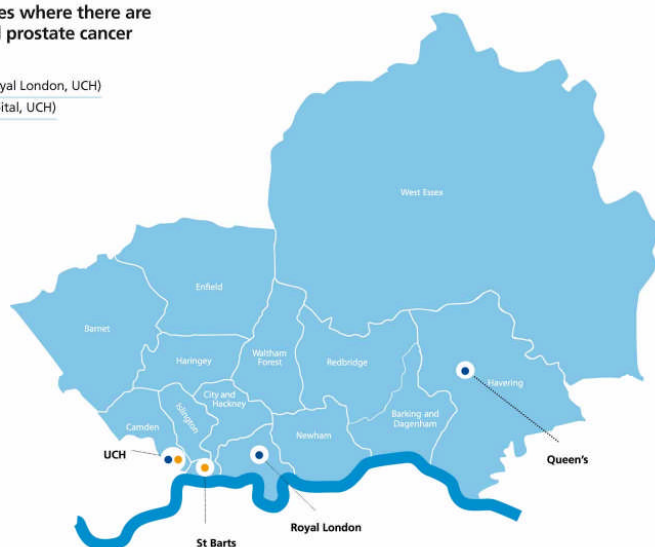 es where there are
prostate cancer
yal London, UCH)
ital, UCH)
West Essex
Enfield
Barnet
Haringey
Waltham
Forest
Redbridge
Havering
City and
Hackney
Islington
Camden
Barking and
Dagenham
Newham
UCH
Queen's
Royal London
St Barts